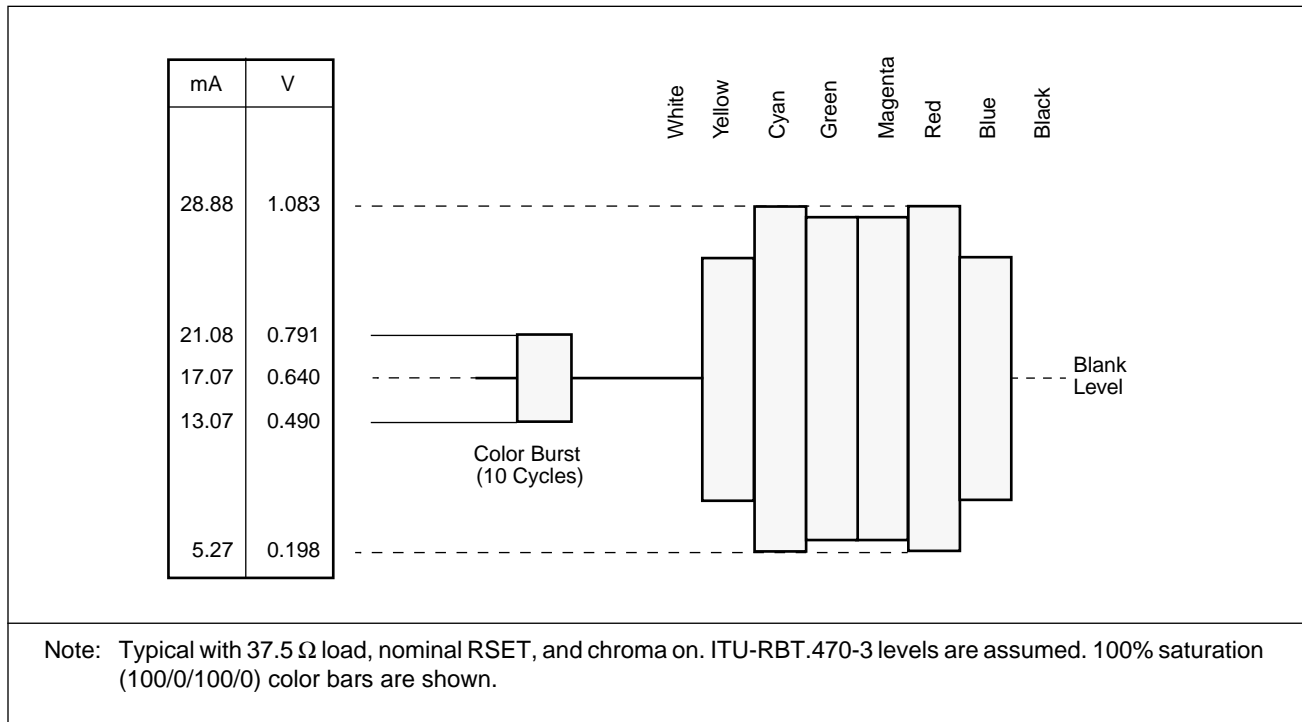 mA V
White
Yellow
Cyan
Green
Magenta
Red
Blue
Black
28.88 1.083
21.08 0.791
17.07 0.640
13.07 0.490
5.27 0.198
Color Burst
(10 Cycles)
Blank
Level
Note: Typical with 37.5 Ω load, nominal RSET, and chroma on. ITU-RBT.470-3 levels are assumed. 100% saturation
(100/0/100/0) color bars are shown.